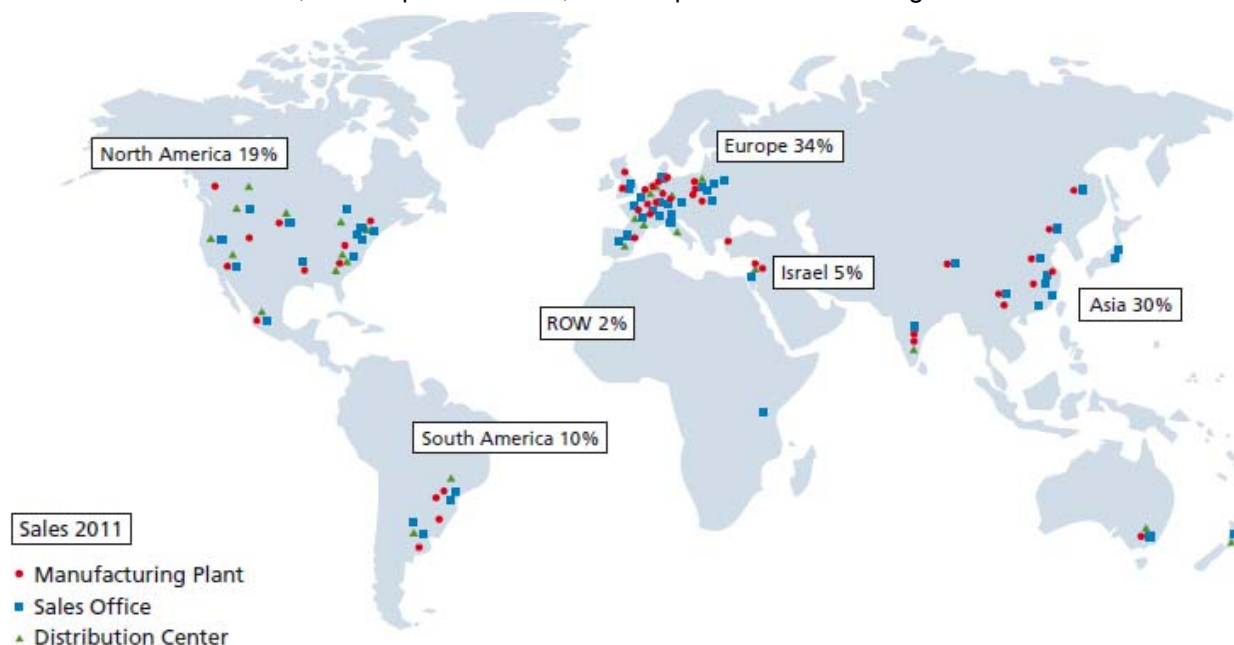 North America 19%
Europe 34%
Israel 5%
Asia 30%
ROW 2%
South America 10%
Sales 2011
Manufacturing Plant
Sales Office
Distribution Center